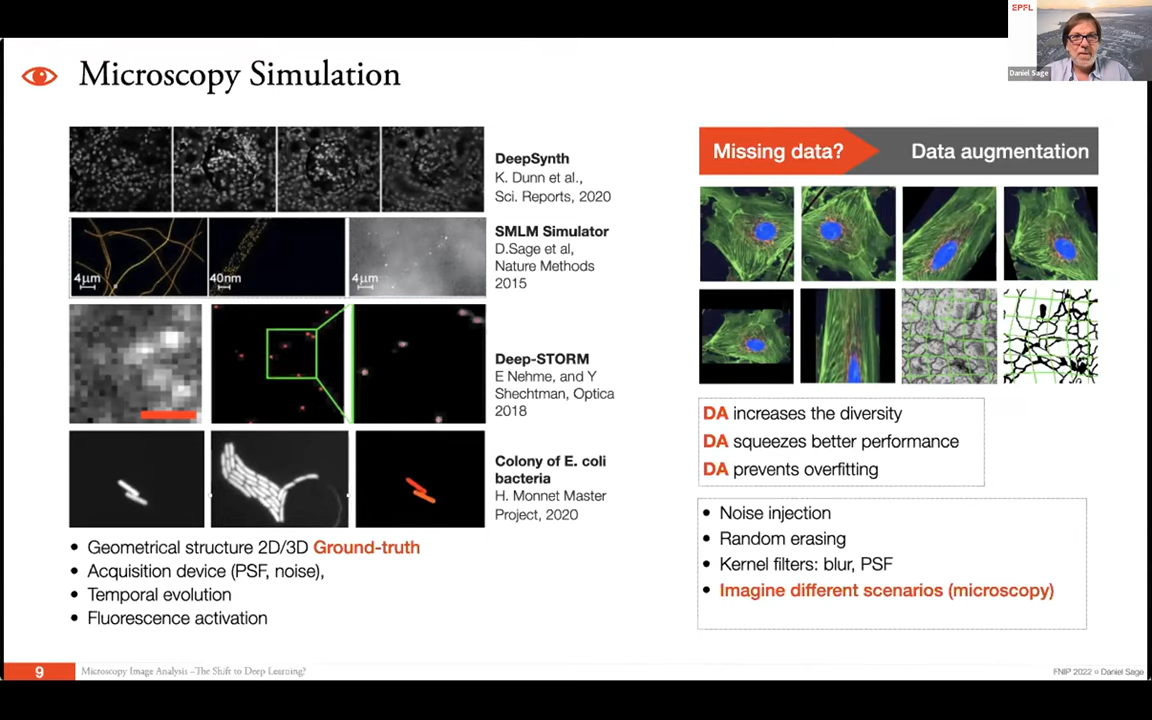 EPFL
Daniel Sage
Microscopy Simulation
DeepSynth
K. Dunn et al.,
Sci. Reports, 2020
SMLM Simulator
D.Sage et al,
Nature Methods
2015
4μm
40nm
4μm
Deep-STORM
E Nehme, and Y
Shechtman, Optica
2018
Colony of E. coli
bacteria
H. Monnet Master
Project, 2020
• Geometrical structure 2D/3D Ground-truth
• Acquisition device (PSF, noise),
• Temporal evolution
• Fluorescence activation
Missing data? Data augmentation
DA increases the diversity
DA squeezes better performance
DA prevents overfitting
• Noise injection
• Random erasing
• Kernel filters: blur, PSF
• Imagine different scenarios (microscopy)
9
Microscopy Image Analysis –The Shift to Deep Learning?
FNIP 2022 ○ Daniel Sage